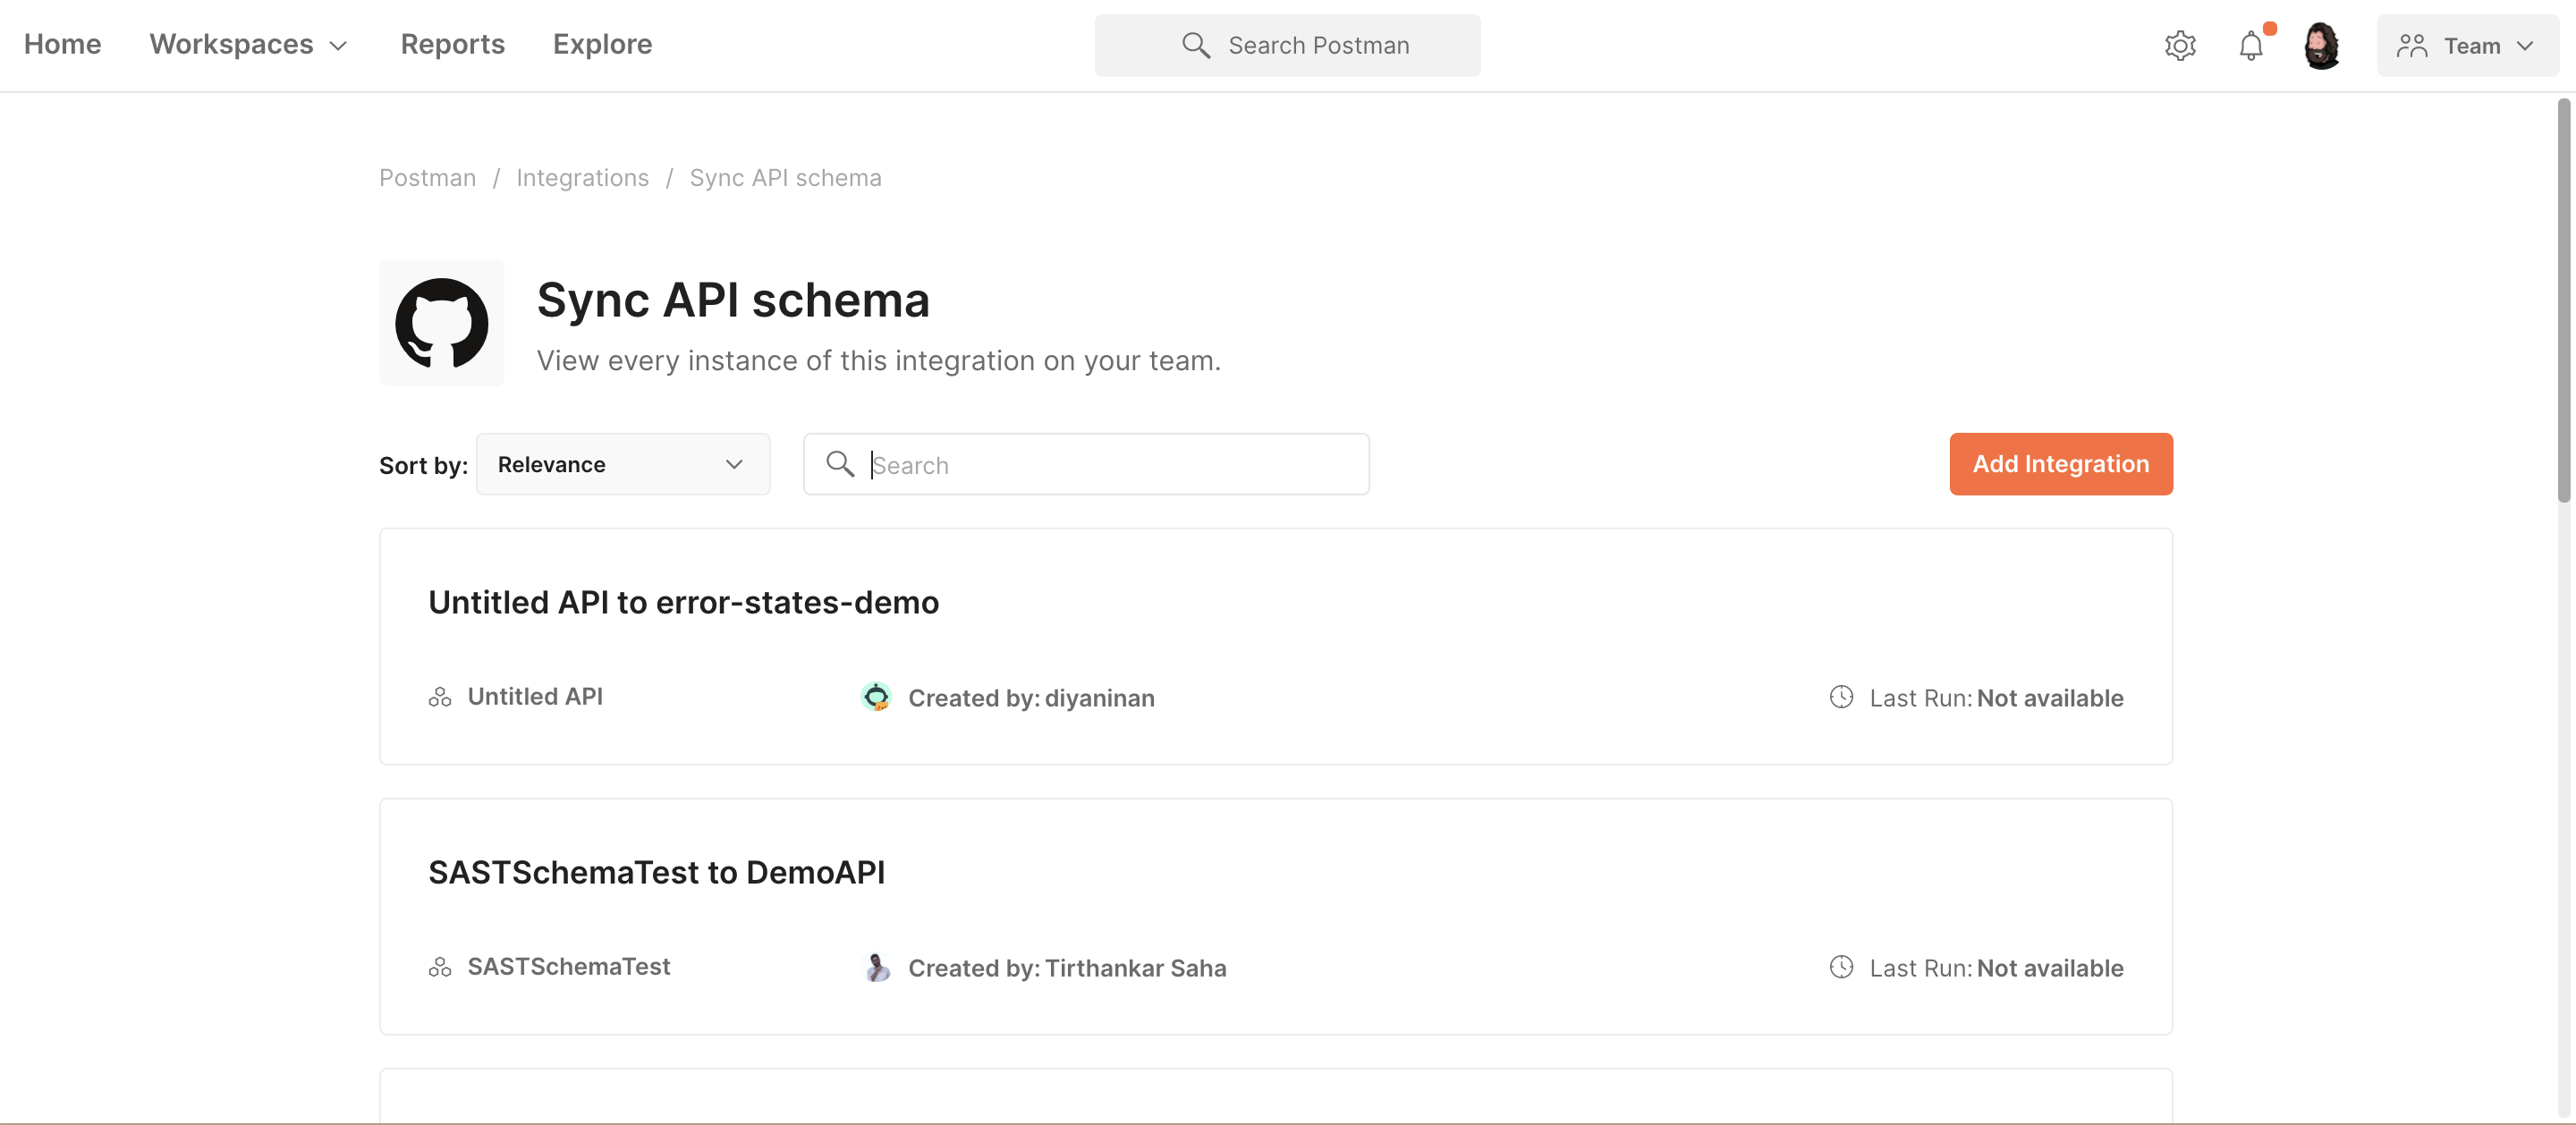 Home Workspaces Reports Explore Search Postman Team
Postman / Integrations / Sync API schema
Sync API schema
View every instance of this integration on your team.
Sort by: Relevance Search Add Integration
Untitled API to error-states-demo
Untitled API Created by: diyaninan Last Run: Not available
SASTSchemaTest to DemoAPI
SASTSchemaTest Created by: Tirthankar Saha Last Run: Not available